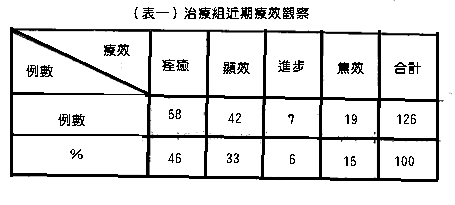 (表一)治療組近期療效觀察
療效
例數 痊癒 顯效 進步 無效 合計
例數 58 42 7 19 126
% 46 33 6 15 100